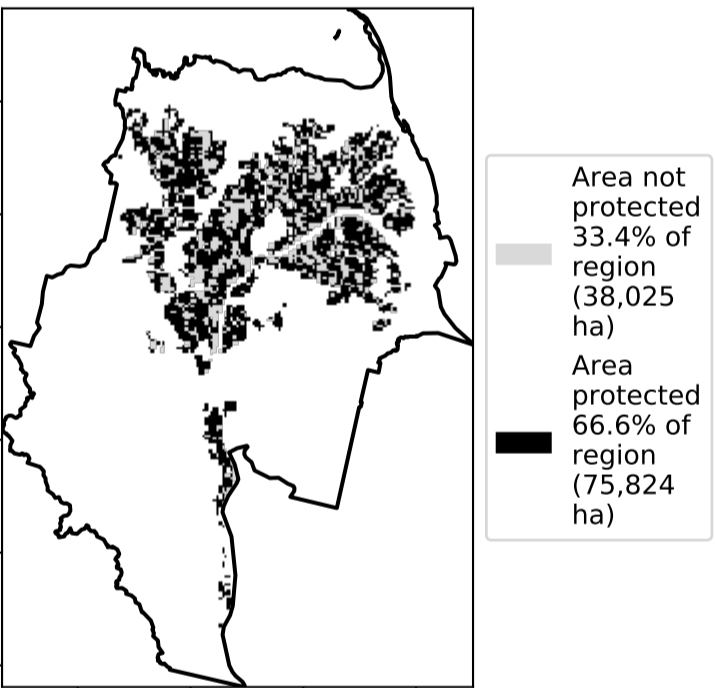 Area not
protected
33.4% of
region
(38,025
ha)
Area
protected
66.6% of
region
(75,824
ha)